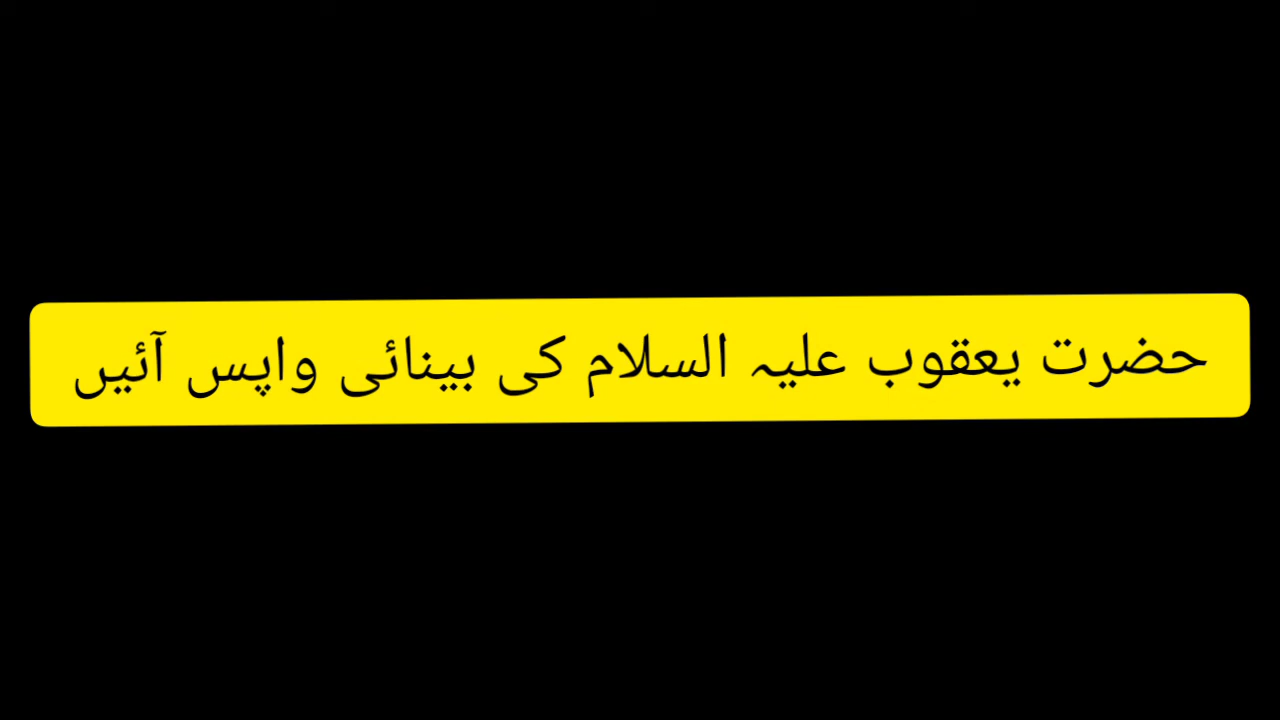 حضرت یعقوب علیہ السلام کی بینائی واپس آئیں